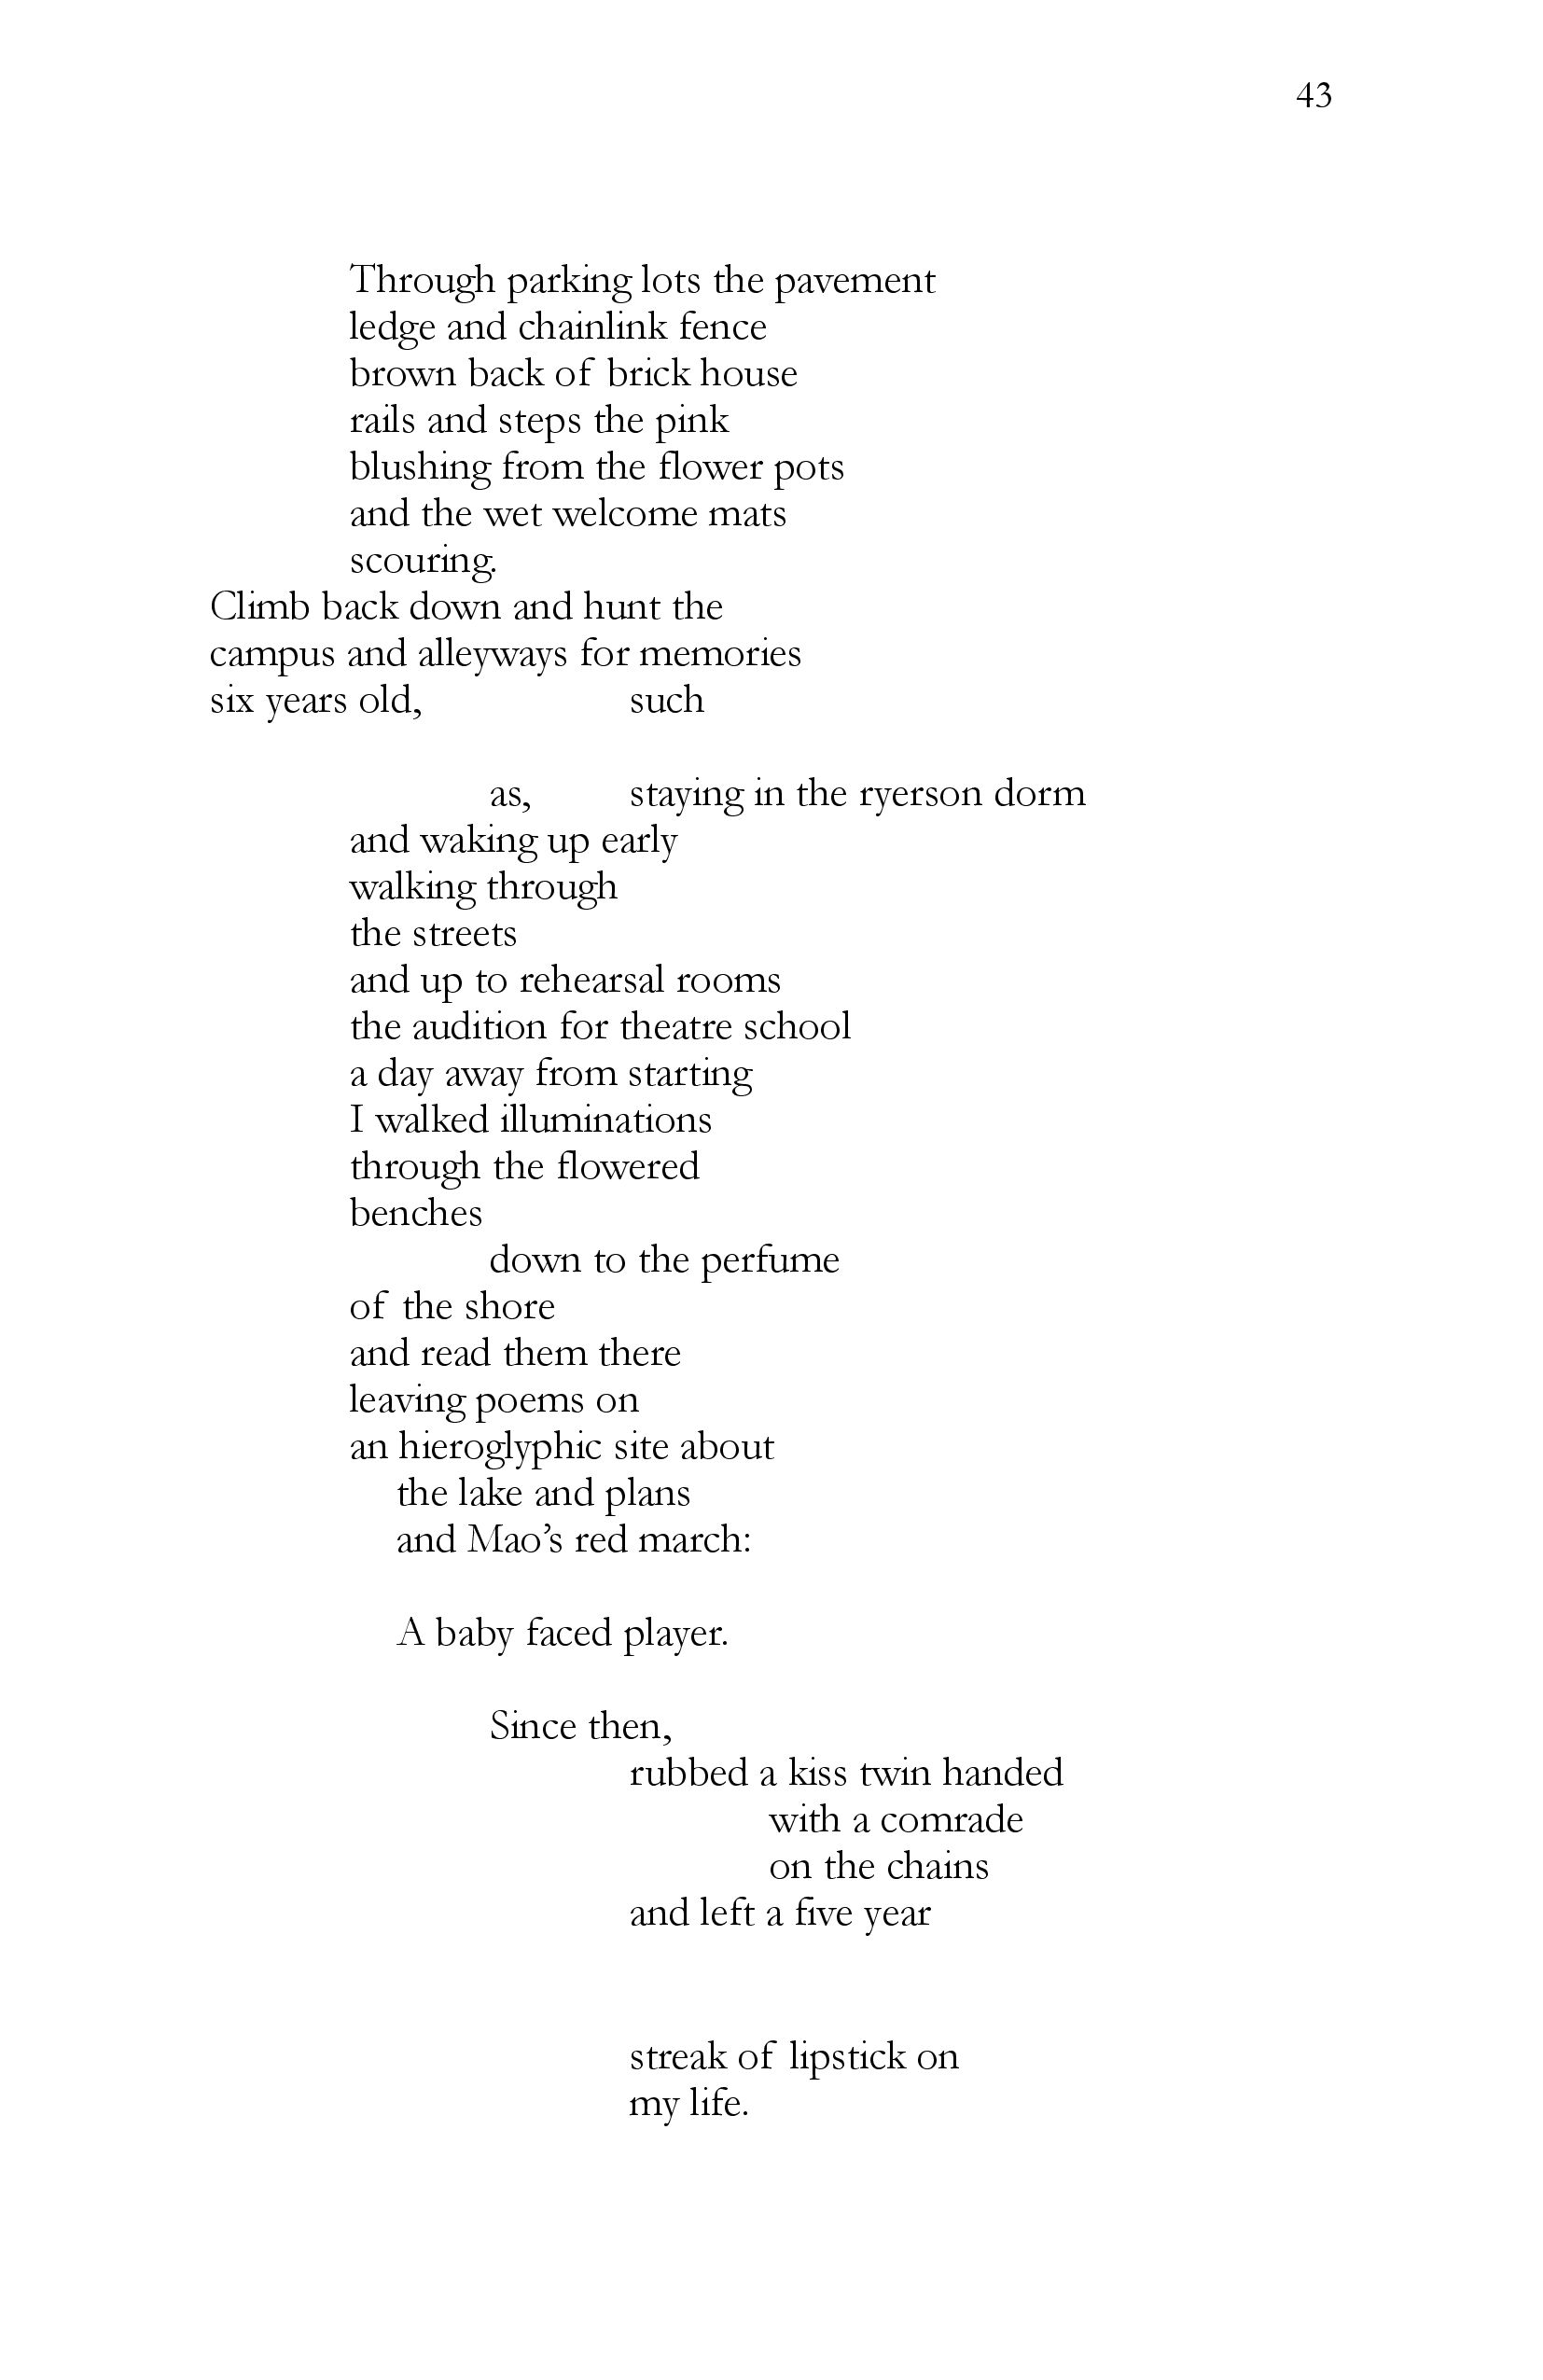 43
Through parking lots the pavement
ledge and chainlink fence
brown back of brick house
rails and steps the pink
blushing from the flower pots
and the wet welcome mats
scouring.
Climb back down and hunt the
campus and alleyways for memories
six years old, such
as, staying in the ryerson dorm
and waking up early
walking through
the streets
and up to rehearsal rooms
the audition for theatre school
a day away from starting
I walked illuminations
through the flowered
benches
down to the perfume
of the shore
and read them there
leaving poems on
an hieroglyphic site about
the lake and plans
and Mao’s red march:
A baby faced player.
Since then,
rubbed a kiss twin handed
with a comrade
on the chains
and left a five year
streak of lipstick on
my life.